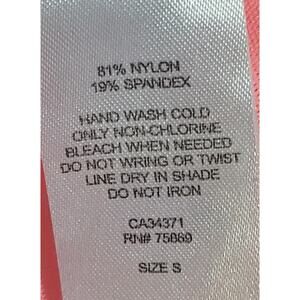 81% NYLON
19% SPANDEX
HAND WASH COLD
ONLY NON-CHLORINE
BLEACH WHEN NEEDED
DO NOT WRING OR TWIST
LINE DRY IN SHADE
DO NOT IRON
CA34371
RN# 75869
SIZE S